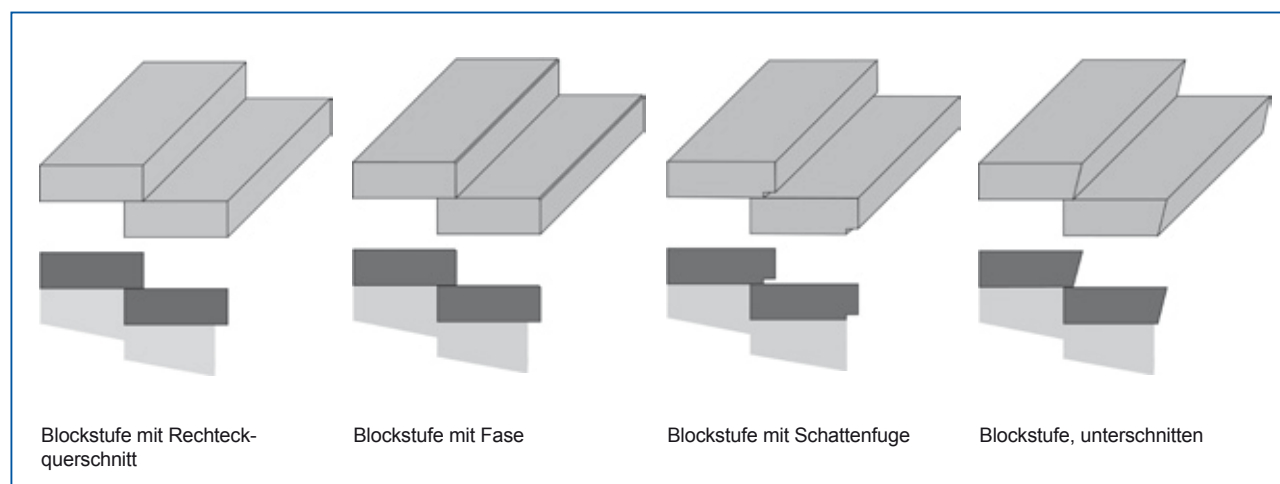 Blockstufe mit Rechteck-
querschnitt
Blockstufe mit Fase
Blockstufe mit Schattenfuge
Blockstufe, unterschnitten